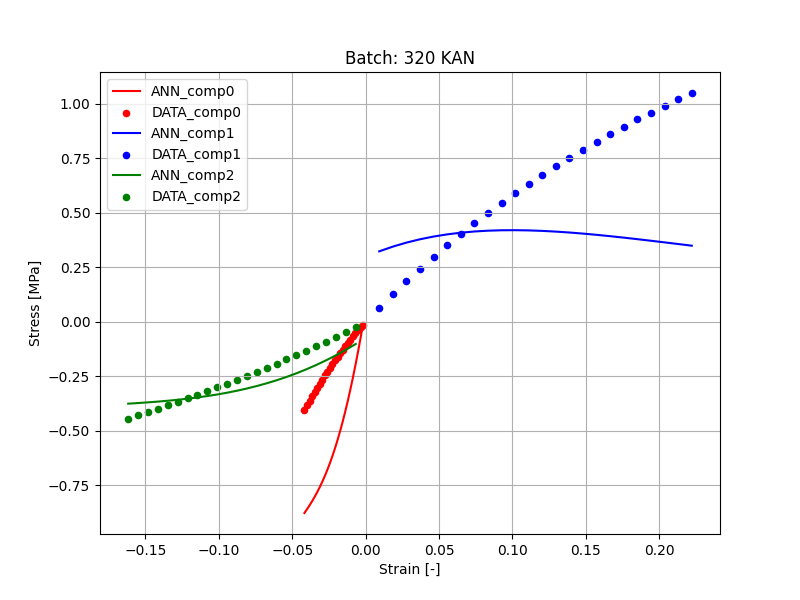 Batch: 320 KAN
ANN_comp0
DATA_comp0
ANN_comp1
DATA_comp1
ANN_comp2
DATA_comp2
1.00
0.75
0.50
0.25
0.00
−0.25
−0.50
−0.75
Stress [MPa]
−0.15 −0.10 −0.05 0.00 0.05 0.10 0.15 0.20
Strain [-]